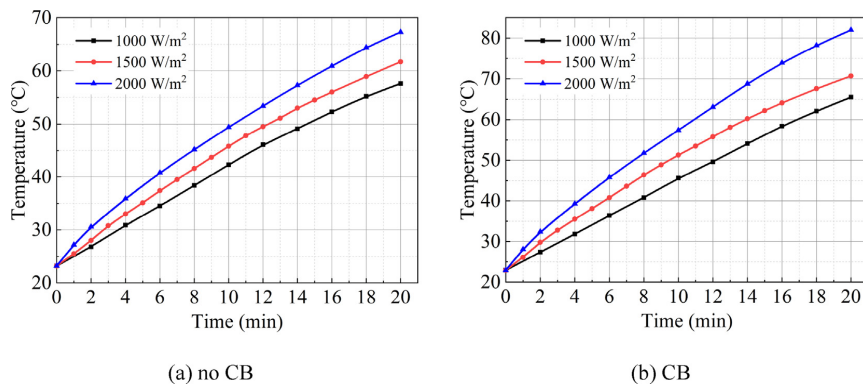 70
60
50
40
30
20
Temperature (°C)
1000 W/m²
1500 W/m²
2000 W/m²
0 2 4 6 8 10 12 14 16 18 20
Time (min)
(a) no CB
80
70
60
50
40
30
20
Temperature (°C)
1000 W/m²
1500 W/m²
2000 W/m²
0 2 4 6 8 10 12 14 16 18 20
Time (min)
(b) CB